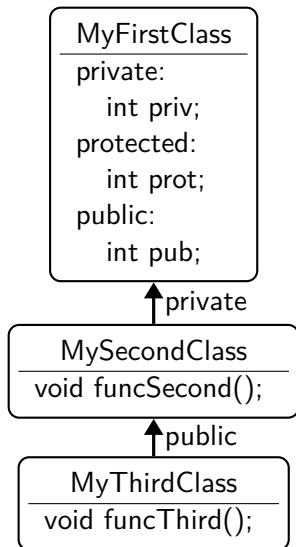 MyFirstClass
private:
int priv;
protected:
int prot;
public:
int pub;
private
MySecondClass
void funcSecond();
public
MyThirdClass
void funcThird();